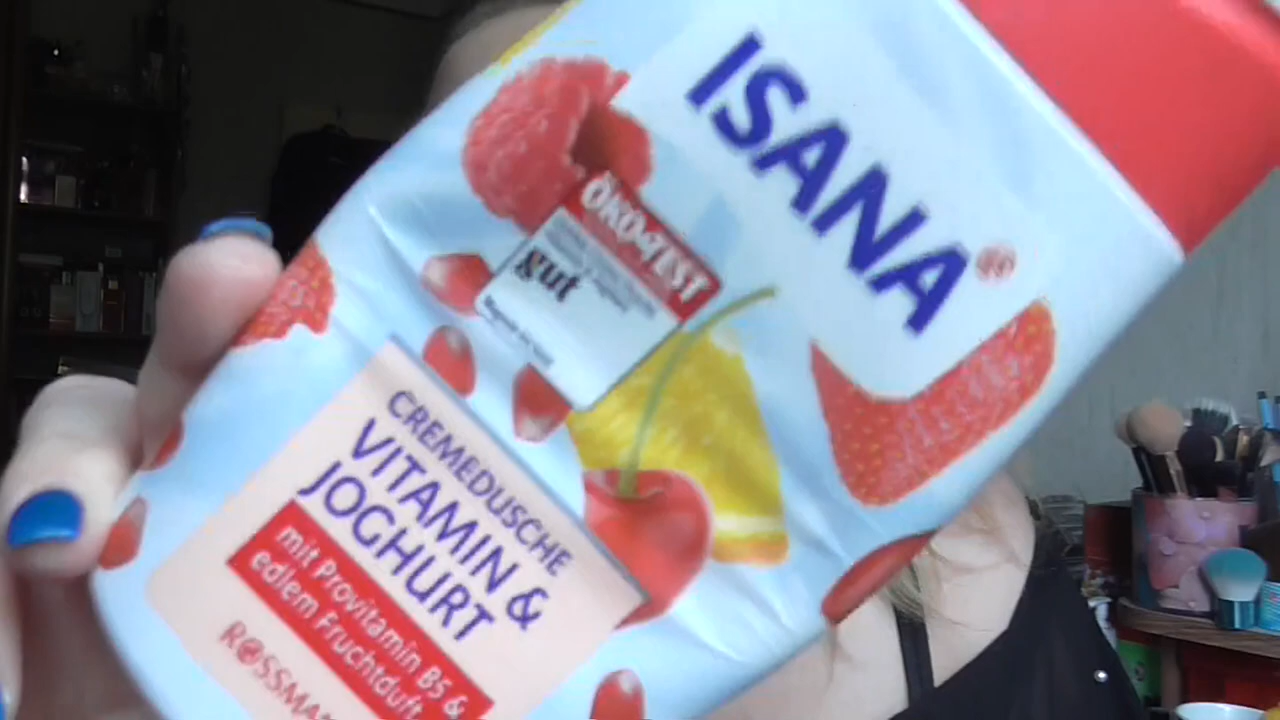 ISANA
ÖKO-TEST
gut
CREMEDUSCHE
VITAMIN &
JOGHURT
mit Provitamin B5 &
edlem Fruchtduft